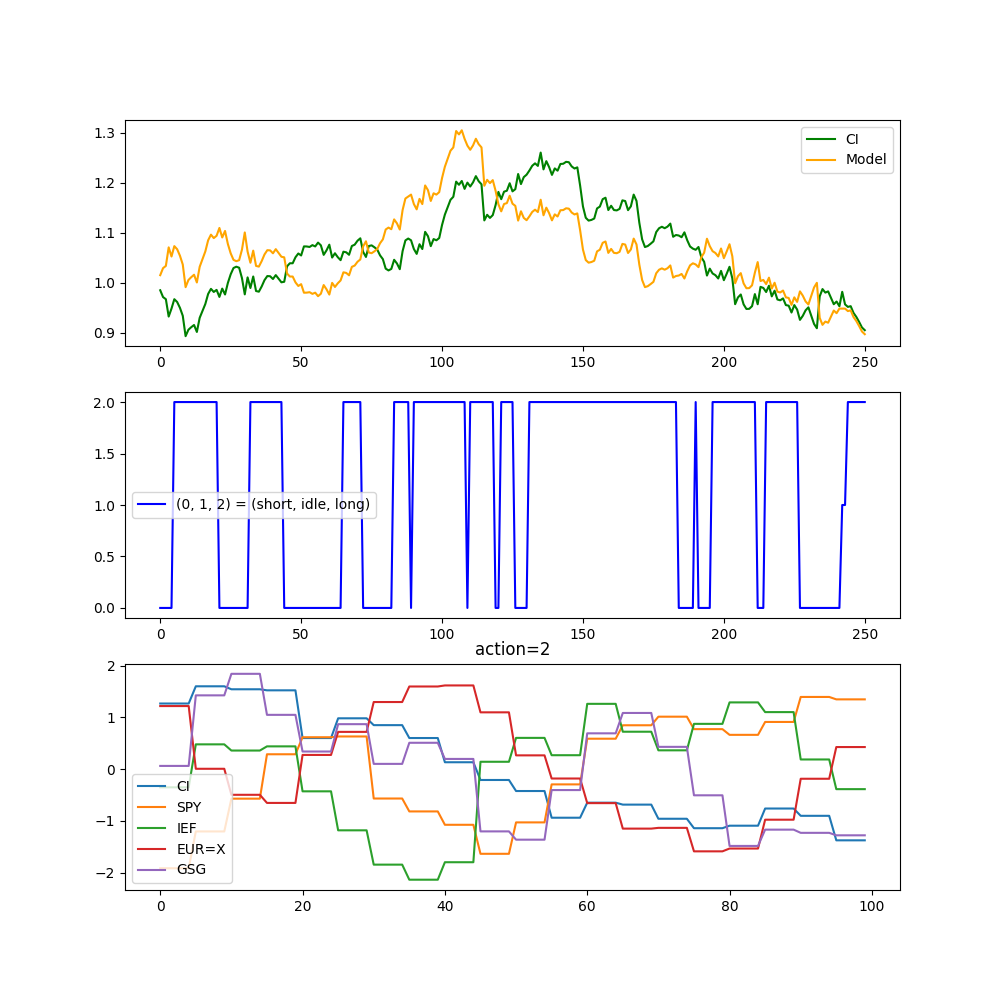 1.3
1.2
1.1
1.0
0.9
CI
Model
0 50 100 150 200 250
2.0
1.5
1.0
0.5
0.0
(0, 1, 2) = (short, idle, long)
0 50 100 150 200 250
action=2
2
1
0
−1
−2
CI
SPY
IEF
EUR=X
GSG
0 20 40 60 80 100